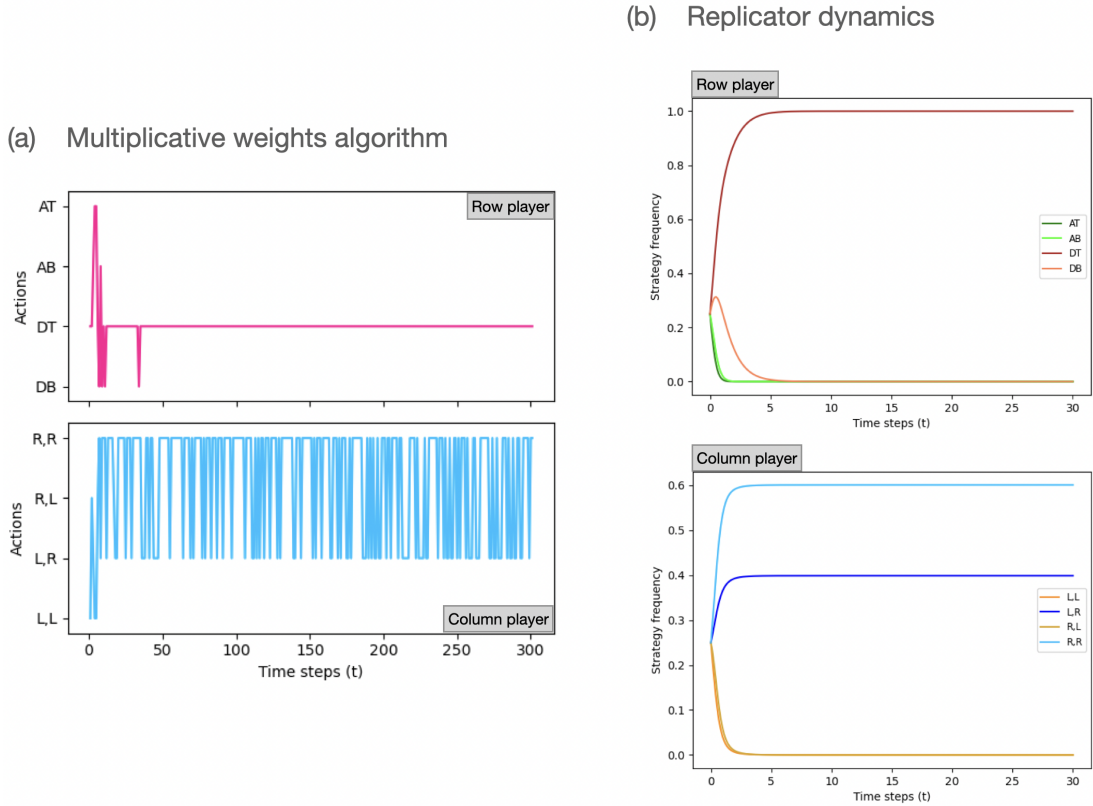 (a) Multiplicative weights algorithm
Row player
AT
AB
DT
DB
Actions
R,R
R,L
L,R
L,L
Actions
Column player
0 50 100 150 200 250 300
Time steps (t)
(b) Replicator dynamics
Row player
1.0
0.8
0.6
0.4
0.2
0.0
Strategy frequency
AT
AB
DT
DB
0 5 10 15 20 25 30
Time steps (t)
Column player
0.6
0.5
0.4
0.3
0.2
0.1
0.0
Strategy frequency
L,L
L,R
R,L
R,R
0 5 10 15 20 25 30
Time steps (t)